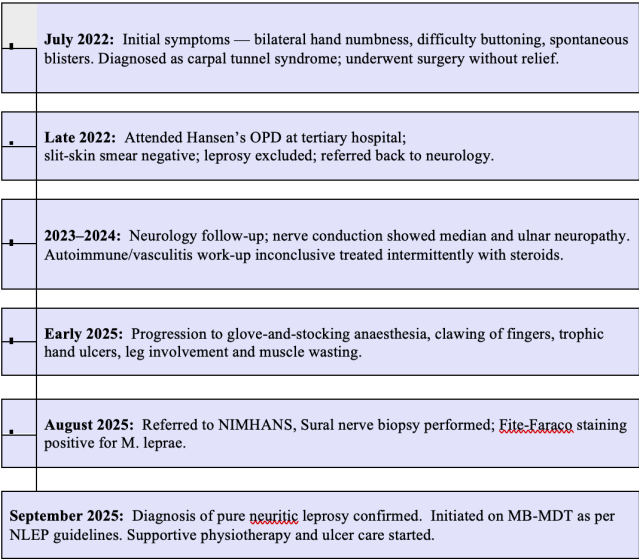 July 2022: Initial symptoms — bilateral hand numbness, difficulty buttoning, spontaneous
blisters. Diagnosed as carpal tunnel syndrome; underwent surgery without relief.
Late 2022: Attended Hansen's OPD at tertiary hospital;
slit-skin smear negative; leprosy excluded; referred back to neurology.
2023–2024: Neurology follow-up; nerve conduction showed median and ulnar neuropathy.
Autoimmune/vasculitis work-up inconclusive treated intermittently with steroids.
Early 2025: Progression to glove-and-stocking anaesthesia, clawing of fingers, trophic
hand ulcers, leg involvement and muscle wasting.
August 2025: Referred to NIMHANS, Sural nerve biopsy performed; Fite-Faraco staining
positive for M. leprae.
September 2025: Diagnosis of pure neuritic leprosy confirmed. Initiated on MB-MDT as per
NLEP guidelines. Supportive physiotherapy and ulcer care started.